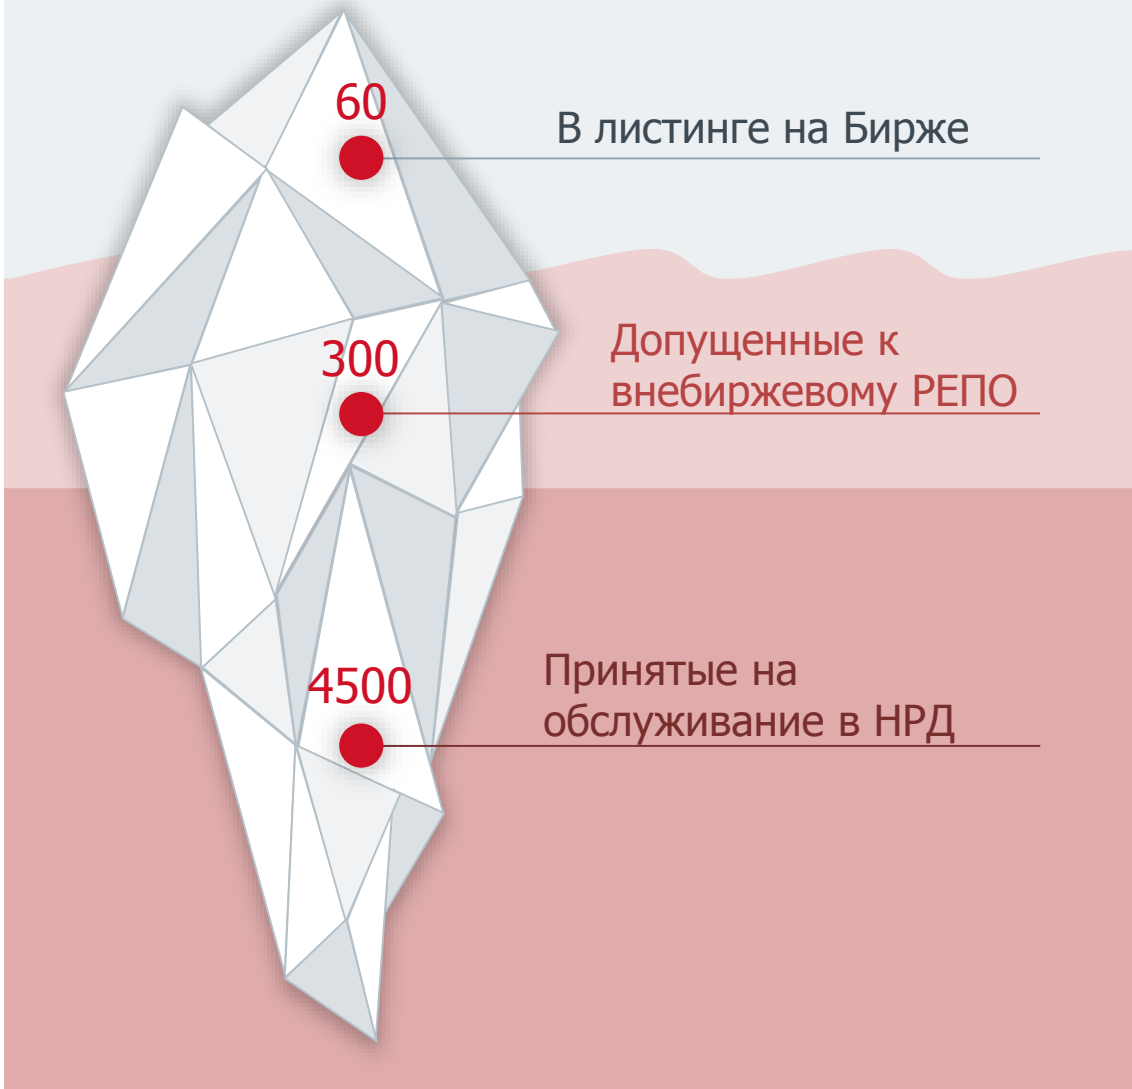 60
В листинге на Бирже
300
Допущенные к
внебиржевому РЕПО
4500
Принятые на
обслуживание в НРД